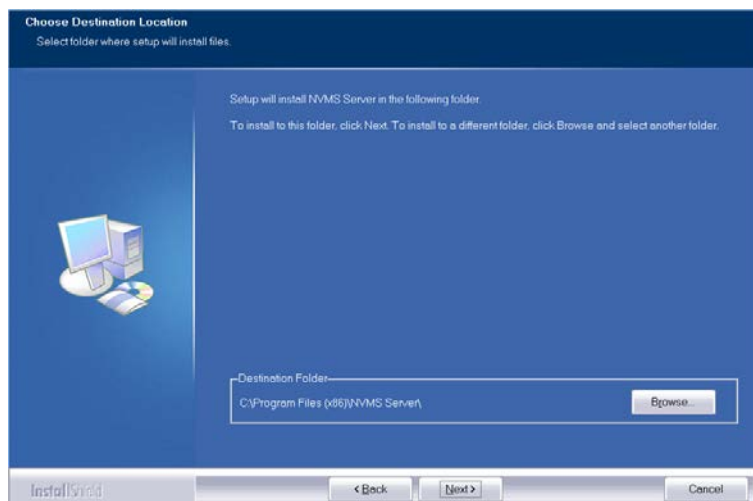 Choose Destination Location
Select folder where setup will install files.
Setup will install NVMS Server in the following folder.
To install to this folder, click Next. To install to a different folder, click Browse and select another folder.
Destination Folder
C:\Program Files (x86)\NVMS Server\
Browse...
InstallShield
< Back
Next >
Cancel